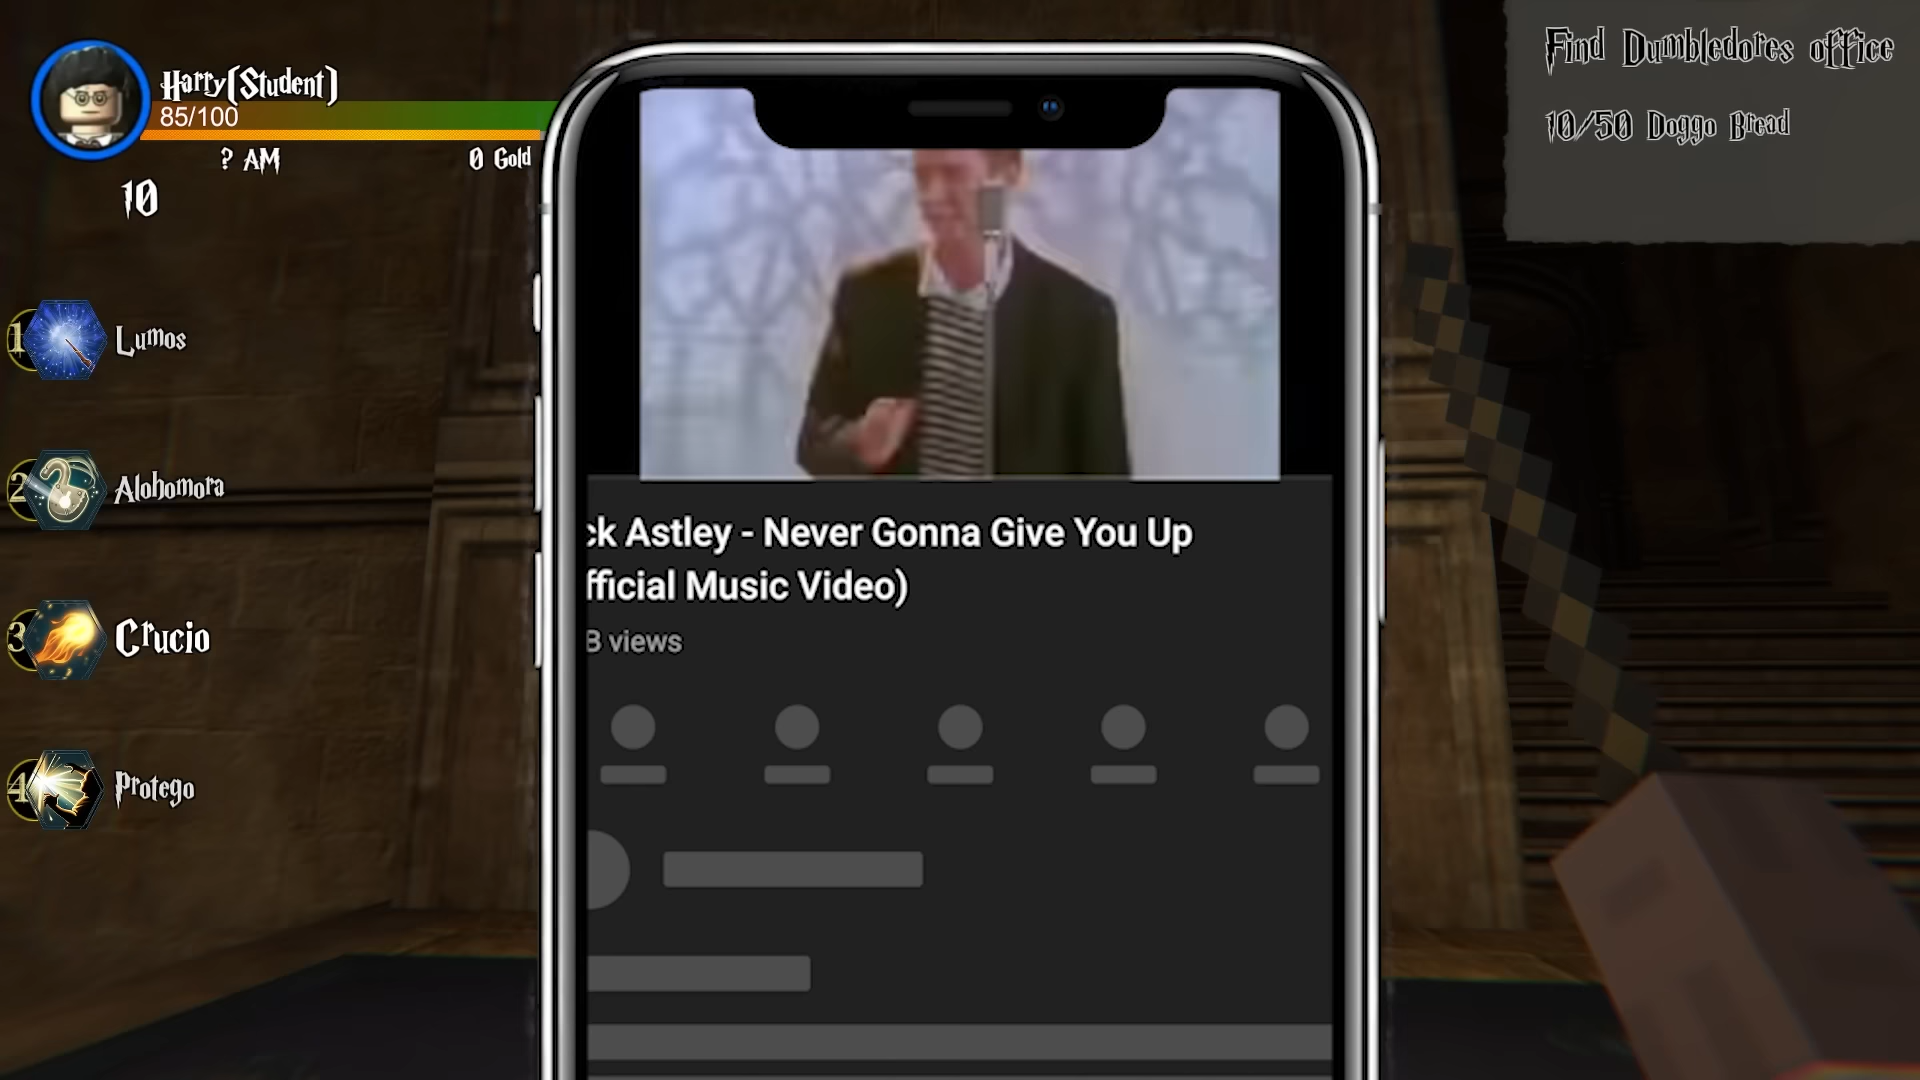 Harry(Student)
85/100
? AM
0 Gold
10
1
Lumos
2
Alohomora
3
Crucio
4
Protego
ck Astley - Never Gonna Give You Up
fficial Music Video)
B views
Find Dumbledores office
10/50 Doggo Bread